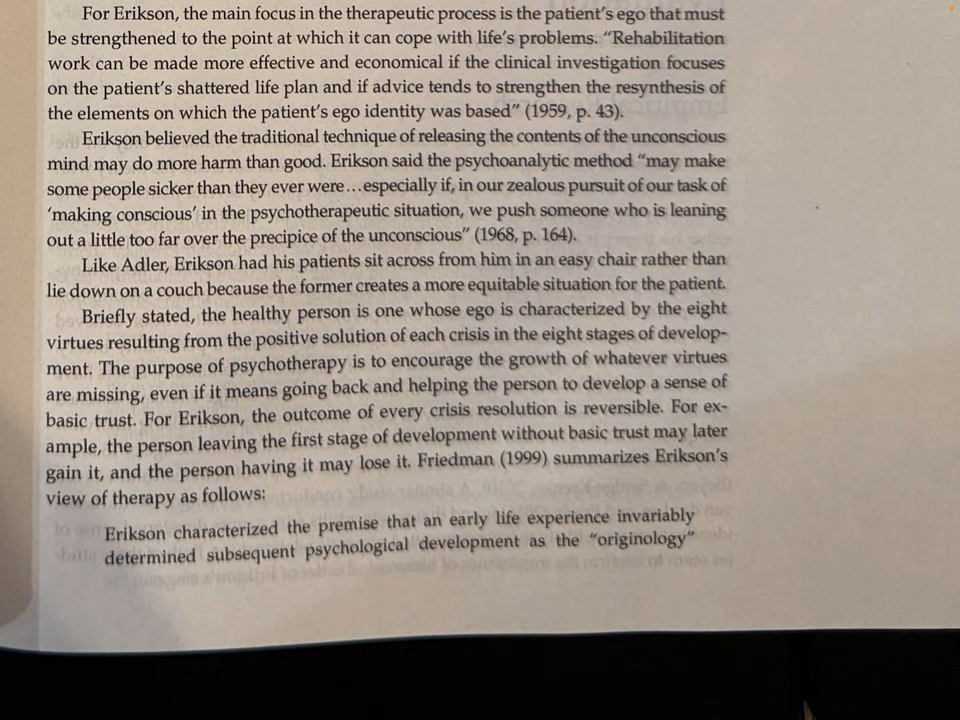 For Erikson, the main focus in the therapeutic process is the patient's ego that must
be strengthened to the point at which it can cope with life's problems. “Rehabilitation
work can be made more effective and economical if the clinical investigation focuses
on the patient's shattered life plan and if advice tends to strengthen the resynthesis of
the elements on which the patient's ego identity was based” (1959, p. 43).
Erikson believed the traditional technique of releasing the contents of the unconscious
mind may do more harm than good. Erikson said the psychoanalytic method “may make
some people sicker than they ever were…especially if, in our zealous pursuit of our task of
‘making conscious’ in the psychotherapeutic situation, we push someone who is leaning
out a little too far over the precipice of the unconscious” (1968, p. 164).
Like Adler, Erikson had his patients sit across from him in an easy chair rather than
lie down on a couch because the former creates a more equitable situation for the patient.
Briefly stated, the healthy person is one whose ego is characterized by the eight
virtues resulting from the positive solution of each crisis in the eight stages of develop-
ment. The purpose of psychotherapy is to encourage the growth of whatever virtues
are missing, even if it means going back and helping the person to develop a sense of
basic trust. For Erikson, the outcome of every crisis resolution is reversible. For ex-
ample, the person leaving the first stage of development without basic trust may later
gain it, and the person having it may lose it. Friedman (1999) summarizes Erikson's
view of therapy as follows:
Erikson characterized the premise that an early life experience invariably
determined subsequent psychological development as the “originology”